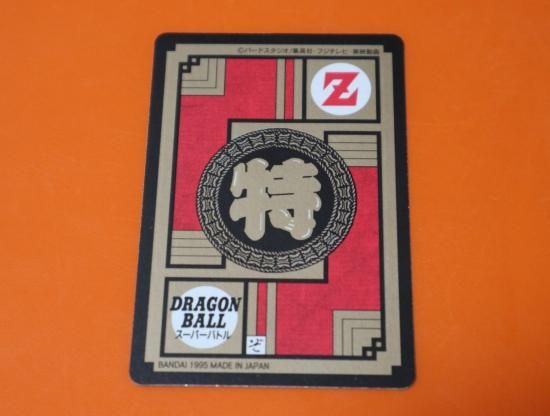 ©バードスタジオ/集英社・フジテレビ・東映動画
Z
特
DRAGON
BALL
スーパーバトル
ぞ
BANDAI 1995 MADE IN JAPAN